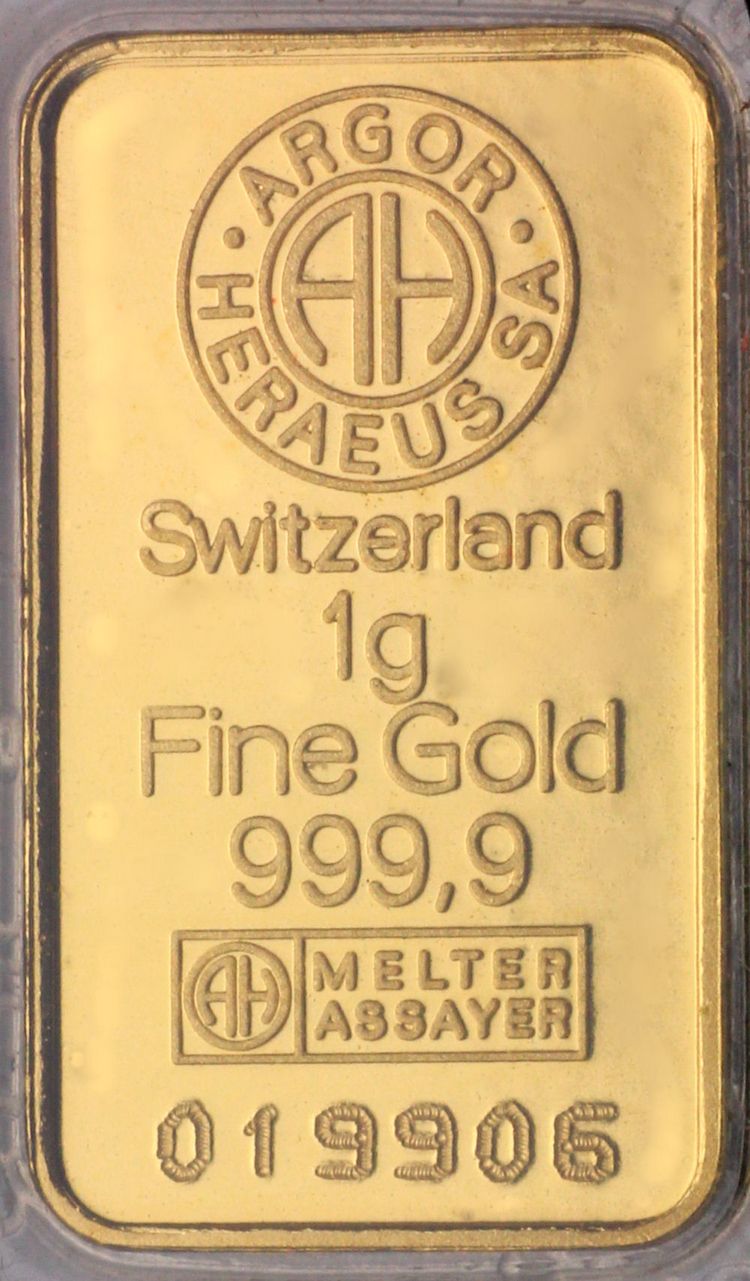 · ARGOR ·
HERAEUS SA
AH
Switzerland
1g
Fine Gold
999,9
AH
MELTER
ASSAYER
019906